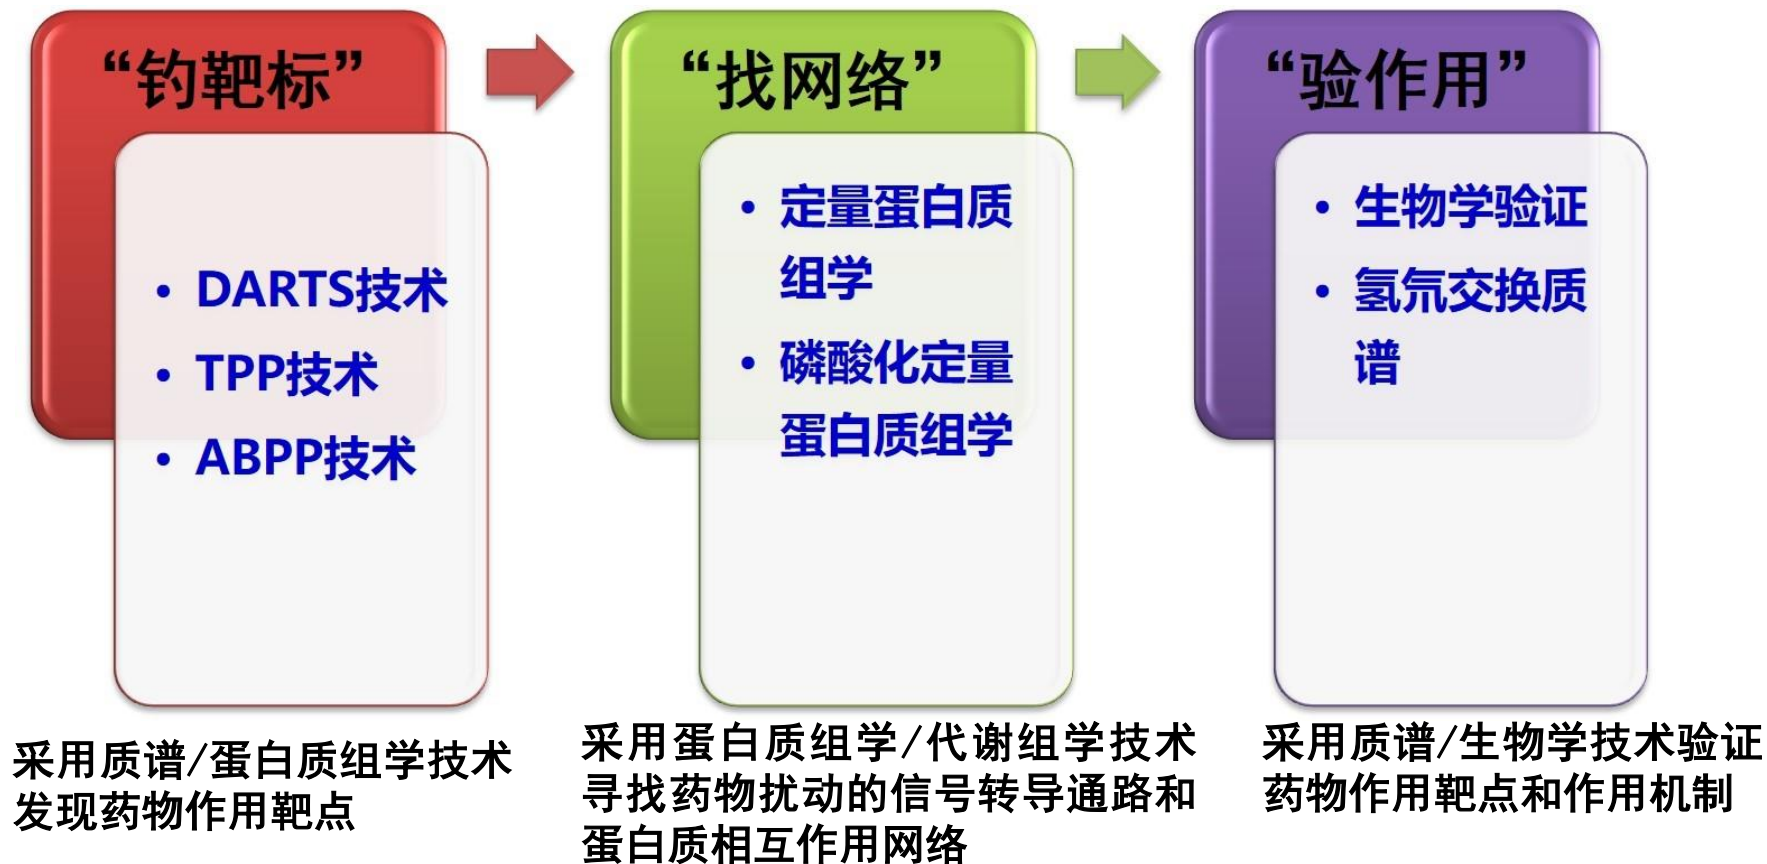 “钓靶标”
• DARTS技术
• TPP技术
• ABPP技术
采用质谱/蛋白质组学技术
发现药物作用靶点
“找网络”
• 定量蛋白质
组学
• 磷酸化定量
蛋白质组学
采用蛋白质组学/代谢组学技术
寻找药物扰动的信号转导通路和
蛋白质相互作用网络
“验作用”
• 生物学验证
• 氢氘交换质
谱
采用质谱/生物学技术验证
药物作用靶点和作用机制